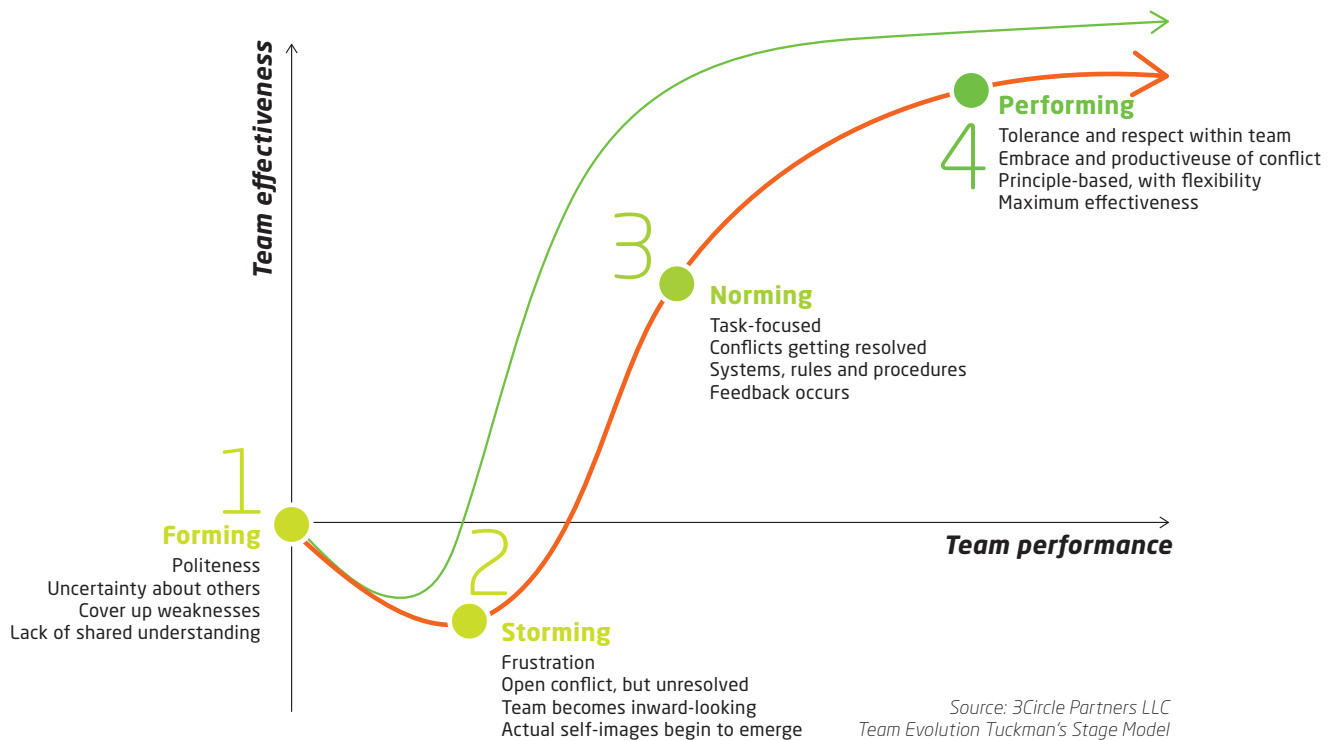 Team effectiveness
1
Forming
Politeness
Uncertainty about others
Cover up weaknesses
Lack of shared understanding
2
Storming
Frustration
Open conflict, but unresolved
Team becomes inward-looking
Actual self-images begin to emerge
3
Norming
Task-focused
Conflicts getting resolved
Systems, rules and procedures
Feedback occurs
4
Performing
Tolerance and respect within team
Embrace and productiveuse of conflict
Principle-based, with flexibility
Maximum effectiveness
Team performance
Source: 3Circle Partners LLC
Team Evolution Tuckman's Stage Model